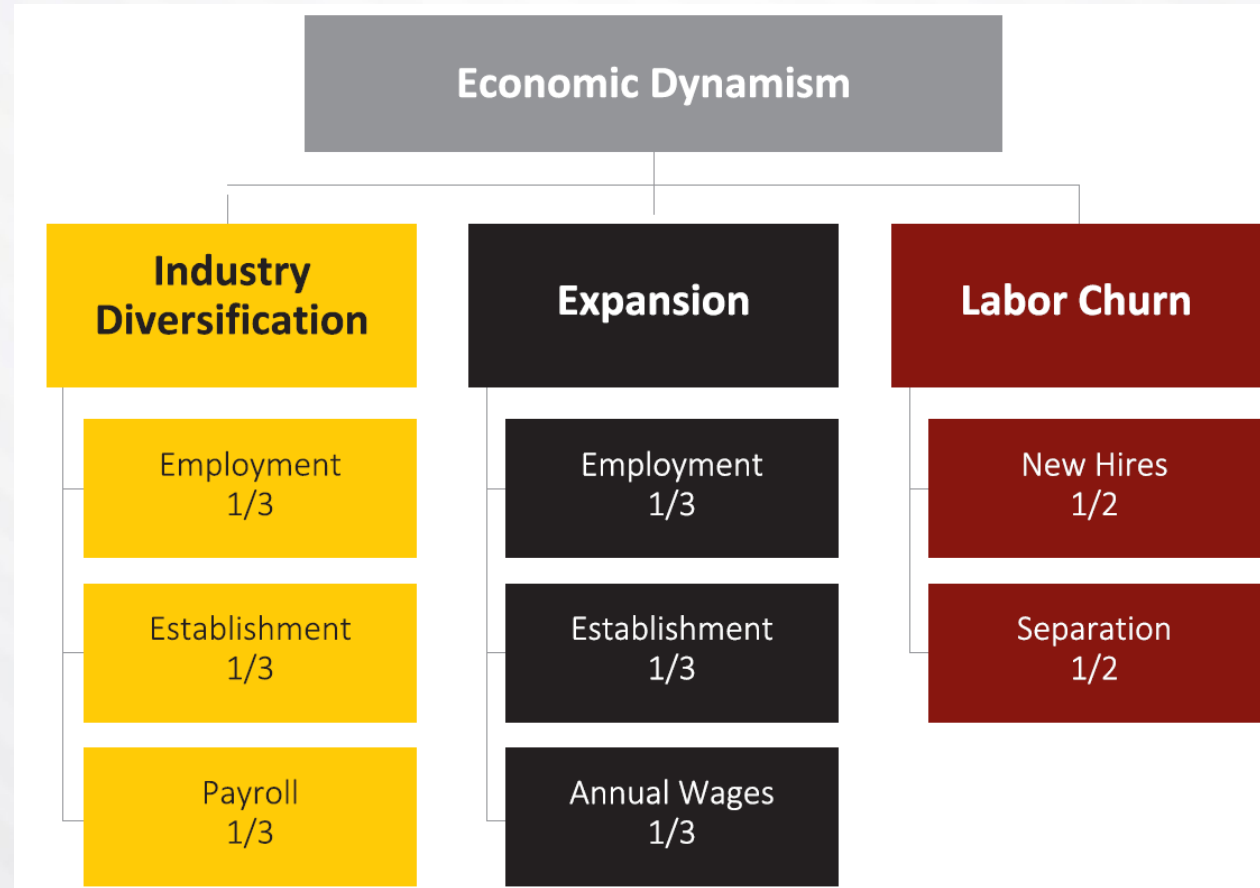 Economic Dynamism
Industry
Diversification
Employment
1/3
Establishment
1/3
Payroll
1/3
Expansion
Employment
1/3
Establishment
1/3
Annual Wages
1/3
Labor Churn
New Hires
1/2
Separation
1/2